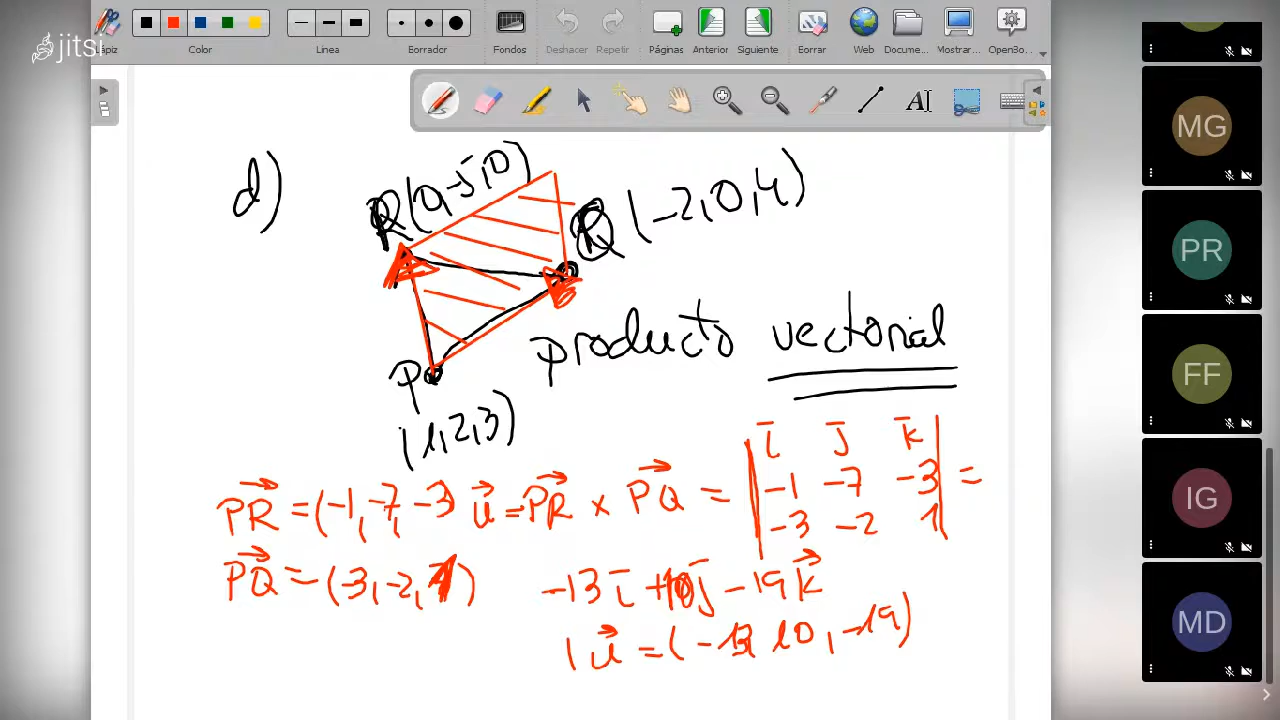 jitsi
Lápiz Color Linea Borrador Fondos Deshacer Repetir Páginas Anterior Siguiente Borrar Web Docume... Mostrar... OpenBo...
d)
R(0,-5,0)
Q (-2,0,4)
producto vectorial
P
(1,2,3)
PR = (-1,-7,-3 u = PR x PQ = | i j k
-1 -7 -3
-3 -2 1 | =
PQ = (-3,-2,1)
-13i +10j -19k
u = (-13 10, -19)
MG
PR
FF
IG
MD